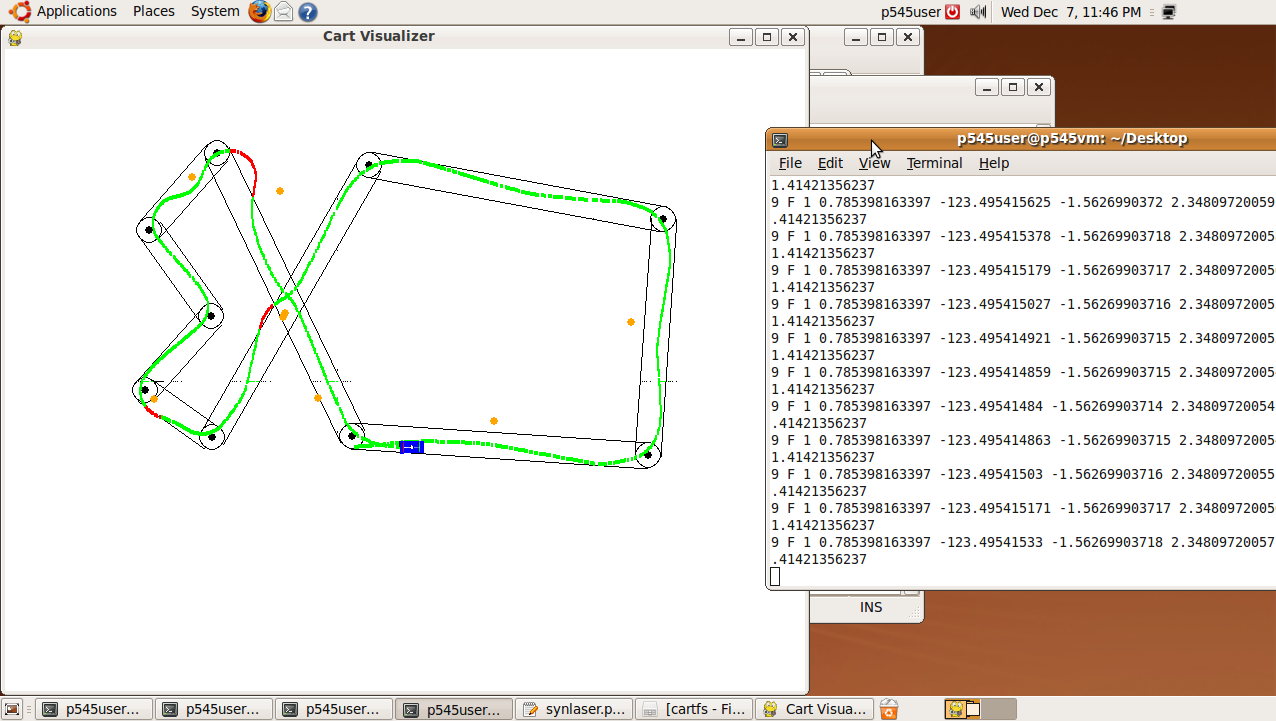 Applications Places System p545user Wed Dec 7, 11:46 PM
Cart Visualizer
p545user@p545vm: ~/Desktop
File Edit View Terminal Help
1.41421356237
9 F 1 0.785398163397 -123.495415625 -1.5626990372 2.34809720059
.41421356237
9 F 1 0.785398163397 -123.495415378 -1.56269903718 2.3480972005
1.41421356237
9 F 1 0.785398163397 -123.495415179 -1.56269903717 2.3480972005
1.41421356237
9 F 1 0.785398163397 -123.495415027 -1.56269903716 2.3480972005
1.41421356237
9 F 1 0.785398163397 -123.495414921 -1.56269903715 2.3480972005
1.41421356237
9 F 1 0.785398163397 -123.495414859 -1.56269903715 2.3480972005
1.41421356237
9 F 1 0.785398163397 -123.49541484 -1.56269903714 2.34809720054
.41421356237
9 F 1 0.785398163397 -123.495414863 -1.56269903715 2.3480972005
1.41421356237
9 F 1 0.785398163397 -123.49541503 -1.56269903716 2.34809720055
.41421356237
9 F 1 0.785398163397 -123.495415171 -1.56269903717 2.3480972005
1.41421356237
9 F 1 0.785398163397 -123.49541533 -1.56269903718 2.34809720057
.41421356237
INS
p545user... p545user... p545user... p545user... synlaser.p... [cartfs - Fi... Cart Visua...